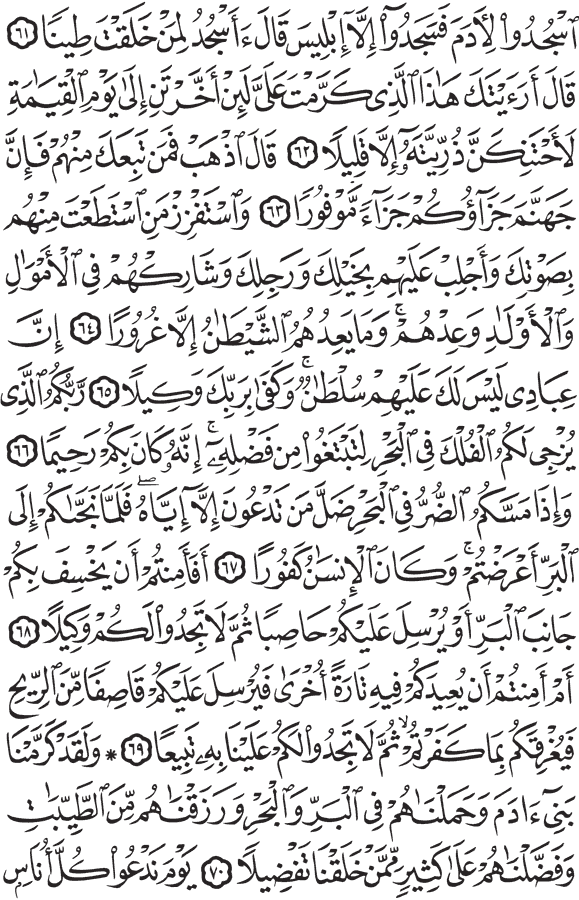 ٱسْجُدُوا۟ لِـَٔادَمَ فَسَجَدُوٓا۟ إِلَّآ إِبْلِيسَ قَالَ ءَأَسْجُدُ لِمَنْ خَلَقْتَ طِينًا ٦١
قَالَ أَرَءَيْتَكَ هَـٰذَا ٱلَّذِى كَرَّمْتَ عَلَىَّ لَئِنْ أَخَّرْتَنِ إِلَىٰ يَوْمِ ٱلْقِيَـٰمَةِ
لَأَحْتَنِكَنَّ ذُرِّيَّتَهُۥٓ إِلَّا قَلِيلًا ٦٢ قَالَ ٱذْهَبْ فَمَن تَبِعَكَ مِنْهُمْ فَإِنَّ
جَهَنَّمَ جَزَآؤُكُمْ جَزَآءً مَّوْفُورًا ٦٣ وَٱسْتَفْزِزْ مَنِ ٱسْتَطَعْتَ مِنْهُم
بِصَوْتِكَ وَأَجْلِبْ عَلَيْهِم بِخَيْلِكَ وَرَجِلِكَ وَشَارِكْهُمْ فِى ٱلْأَمْوَٰلِ
وَٱلْأَوْلَـٰدِ وَعِدْهُمْ ۚ وَمَا يَعِدُهُمُ ٱلشَّيْطَـٰنُ إِلَّا غُرُورًا ٦٤ إِنَّ
عِبَادِى لَيْسَ لَكَ عَلَيْهِمْ سُلْطَـٰنٌ ۚ وَكَفَىٰ بِرَبِّكَ وَكِيلًا ٦٥ رَّبُّكُمُ ٱلَّذِى
يُزْجِى لَكُمُ ٱلْفُلْكَ فِى ٱلْبَحْرِ لِتَبْتَغُوا۟ مِن فَضْلِهِۦٓ ۚ إِنَّهُۥ كَانَ بِكُمْ رَحِيمًا ٦٦
وَإِذَا مَسَّكُمُ ٱلضُّرُّ فِى ٱلْبَحْرِ ضَلَّ مَن تَدْعُونَ إِلَّآ إِيَّاهُ ۖ فَلَمَّا نَجَّىٰكُمْ إِلَى
ٱلْبَرِّ أَعْرَضْتُمْ ۚ وَكَانَ ٱلْإِنسَـٰنُ كَفُورًا ٦٧ أَفَأَمِنتُمْ أَن يَخْسِفَ بِكُمْ
جَانِبَ ٱلْبَرِّ أَوْ يُرْسِلَ عَلَيْكُمْ حَاصِبًا ثُمَّ لَا تَجِدُوا۟ لَكُمْ وَكِيلًا ٦٨
أَمْ أَمِنتُمْ أَن يُعِيدَكُمْ فِيهِ تَارَةً أُخْرَىٰ فَيُرْسِلَ عَلَيْكُمْ قَاصِفًا مِّنَ ٱلرِّيحِ
فَيُغْرِقَكُم بِمَا كَفَرْتُمْ ۙ ثُمَّ لَا تَجِدُوا۟ لَكُمْ عَلَيْنَا بِهِۦ تَبِيعًا ٦٩ * وَلَقَدْ كَرَّمْنَا
بَنِىٓ ءَادَمَ وَحَمَلْنَـٰهُمْ فِى ٱلْبَرِّ وَٱلْبَحْرِ وَرَزَقْنَـٰهُم مِّنَ ٱلطَّيِّبَـٰتِ
وَفَضَّلْنَـٰهُمْ عَلَىٰ كَثِيرٍ مِّمَّنْ خَلَقْنَا تَفْضِيلًا ٧٠ يَوْمَ نَدْعُوا۟ كُلَّ أُنَاسٍۭ